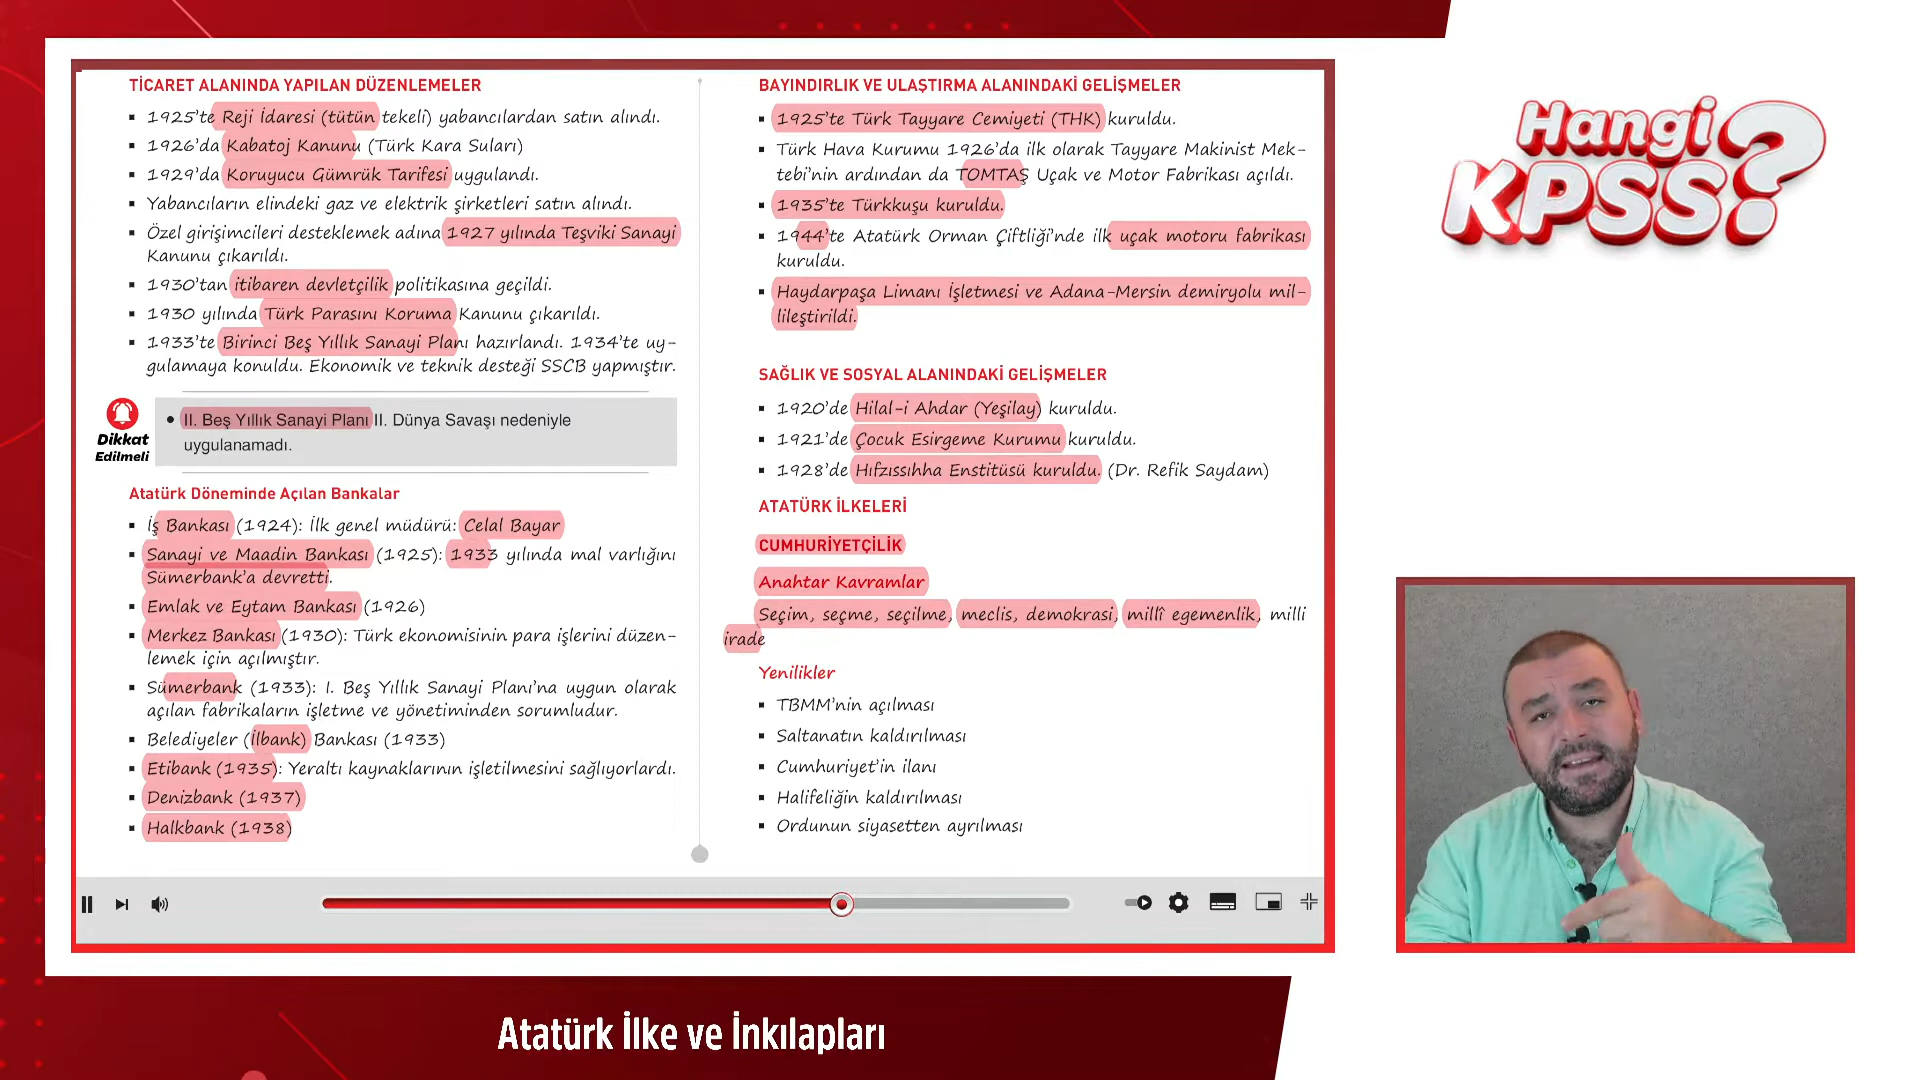 TİCARET ALANINDA YAPILAN DÜZENLEMELER
▪ 1925'te Reji İdaresi (tütün tekeli) yabancılardan satın alındı.
▪ 1926'da Kabatoj Kanunu (Türk Kara Suları)
▪ 1929'da Koruyucu Gümrük Tarifesi uygulandı.
▪ Yabancıların elindeki gaz ve elektrik şirketleri satın alındı.
▪ Özel girişimcileri desteklemek adına 1927 yılında Teşviki Sanayi
Kanunu çıkarıldı.
▪ 1930'tan itibaren devletçilik politikasına geçildi.
▪ 1930 yılında Türk Parasını Koruma Kanunu çıkarıldı.
▪ 1933'te Birinci Beş Yıllık Sanayi Planı hazırlandı. 1934'te uy-
gulamaya konuldu. Ekonomik ve teknik desteği SSCB yapmıştır.
Dikkat
Edilmeli
• II. Beş Yıllık Sanayi Planı II. Dünya Savaşı nedeniyle
uygulanamadı.
Atatürk Döneminde Açılan Bankalar
▪ İş Bankası (1924): İlk genel müdürü: Celal Bayar
▪ Sanayi ve Maadin Bankası (1925): 1933 yılında mal varlığını
Sümerbank'a devretti.
▪ Emlak ve Eytam Bankası (1926)
▪ Merkez Bankası (1930): Türk ekonomisinin para işlerini düzen-
lemek için açılmıştır.
▪ Sümerbank (1933): I. Beş Yıllık Sanayi Planı'na uygun olarak
açılan fabrikaların işletme ve yönetiminden sorumludur.
▪ Belediyeler (İlbank) Bankası (1933)
▪ Etibank (1935): Yeraltı kaynaklarının işletilmesini sağlıyorlardı.
▪ Denizbank (1937)
▪ Halkbank (1938)
BAYINDIRLIK VE ULAŞTIRMA ALANINDAKİ GELİŞMELER
▪ 1925'te Türk Tayyare Cemiyeti (THK) kuruldu.
▪ Türk Hava Kurumu 1926'da ilk olarak Tayyare Makinist Mek-
tebi'nin ardından da TOMTAŞ Uçak ve Motor Fabrikası açıldı.
▪ 1935'te Türkkuşu kuruldu.
▪ 1944'te Atatürk Orman Çiftliği'nde ilk uçak motoru fabrikası
kuruldu.
▪ Haydarpaşa Limanı İşletmesi ve Adana-Mersin demiryolu mil-
lileştirildi.
SAĞLIK VE SOSYAL ALANINDAKİ GELİŞMELER
▪ 1920'de Hilal-i Ahdar (Yeşilay) kuruldu.
▪ 1921'de Çocuk Esirgeme Kurumu kuruldu.
▪ 1928'de Hıfzıssıhha Enstitüsü kuruldu. (Dr. Refik Saydam)
ATATÜRK İLKELERİ
CUMHURİYETÇİLİK
Anahtar Kavramlar
Seçim, seçme, seçilme, meclis, demokrasi, millî egemenlik, milli
irade
Yenilikler
▪ TBMM'nin açılması
▪ Saltanatın kaldırılması
▪ Cumhuriyet'in ilanı
▪ Halifeliğin kaldırılması
▪ Ordunun siyasetten ayrılması
Hangi
KPSS?
Atatürk İlke ve İnkılapları